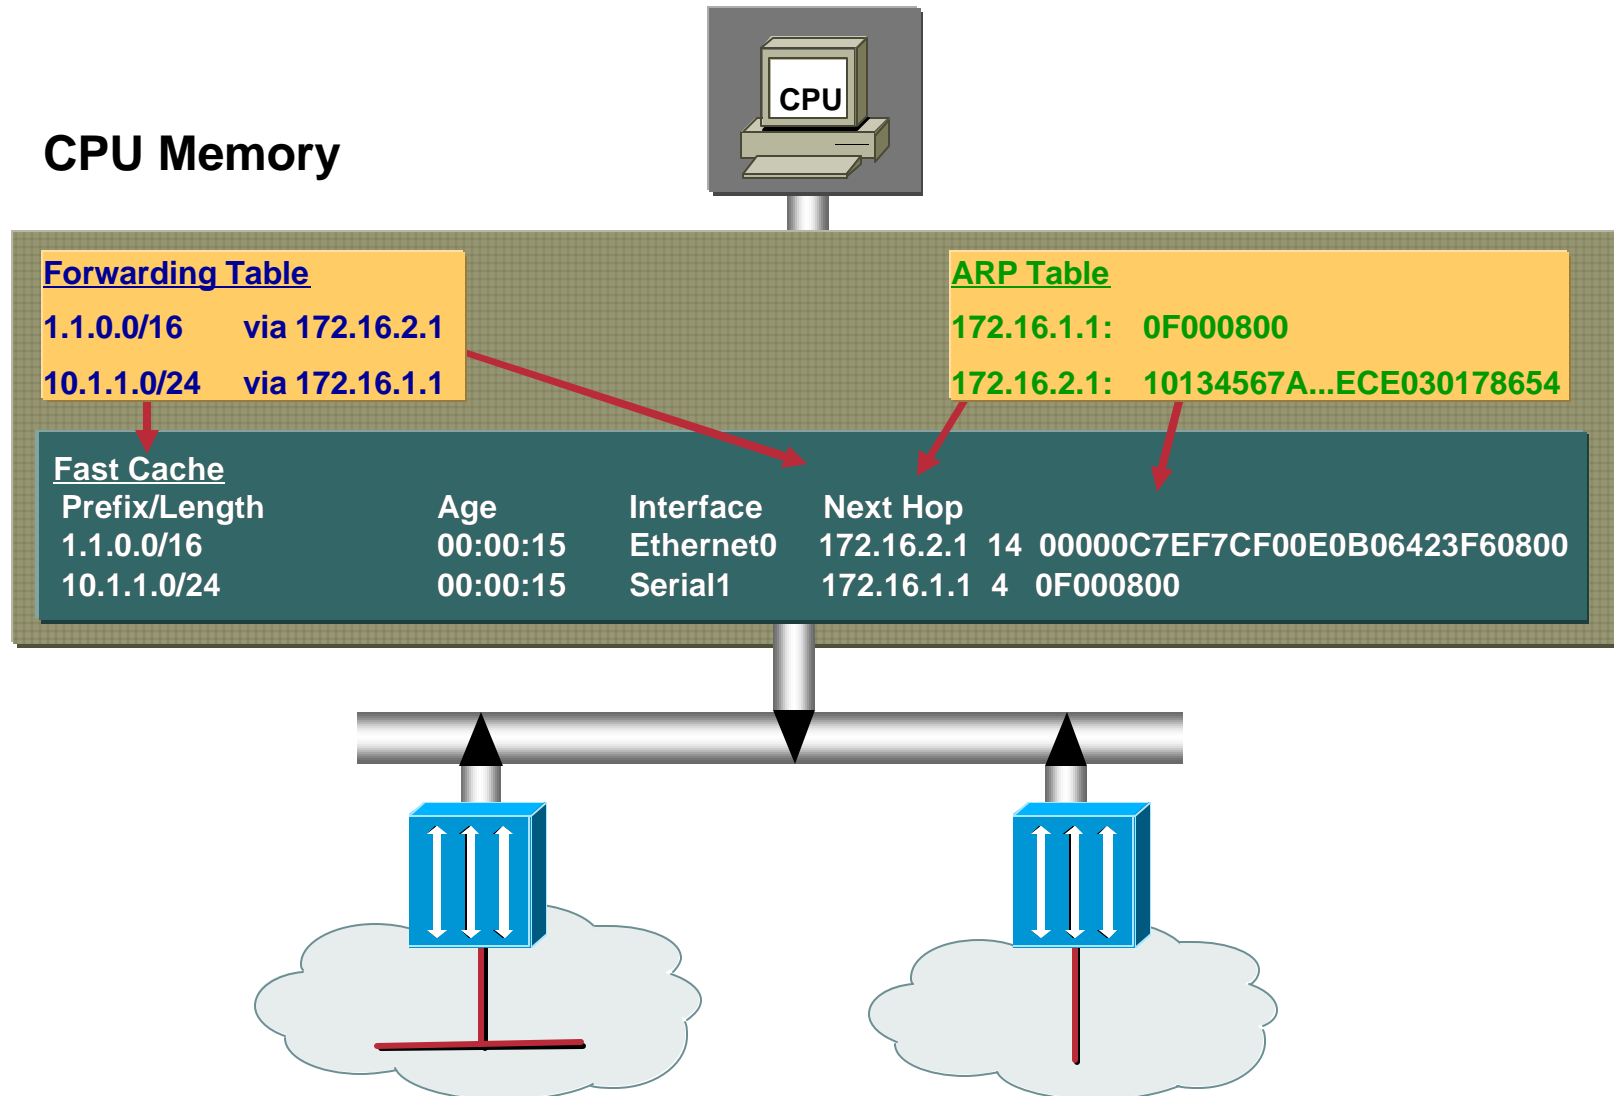 CPU
CPU Memory
Forwarding Table
1.1.0.0/16 via 172.16.2.1
10.1.1.0/24 via 172.16.1.1
ARP Table
172.16.1.1: 0F000800
172.16.2.1: 10134567A...ECE030178654
Fast Cache
Prefix/Length Age Interface Next Hop
1.1.0.0/16 00:00:15 Ethernet0 172.16.2.1 14 00000C7EF7CF00E0B06423F60800
10.1.1.0/24 00:00:15 Serial1 172.16.1.1 4 0F000800